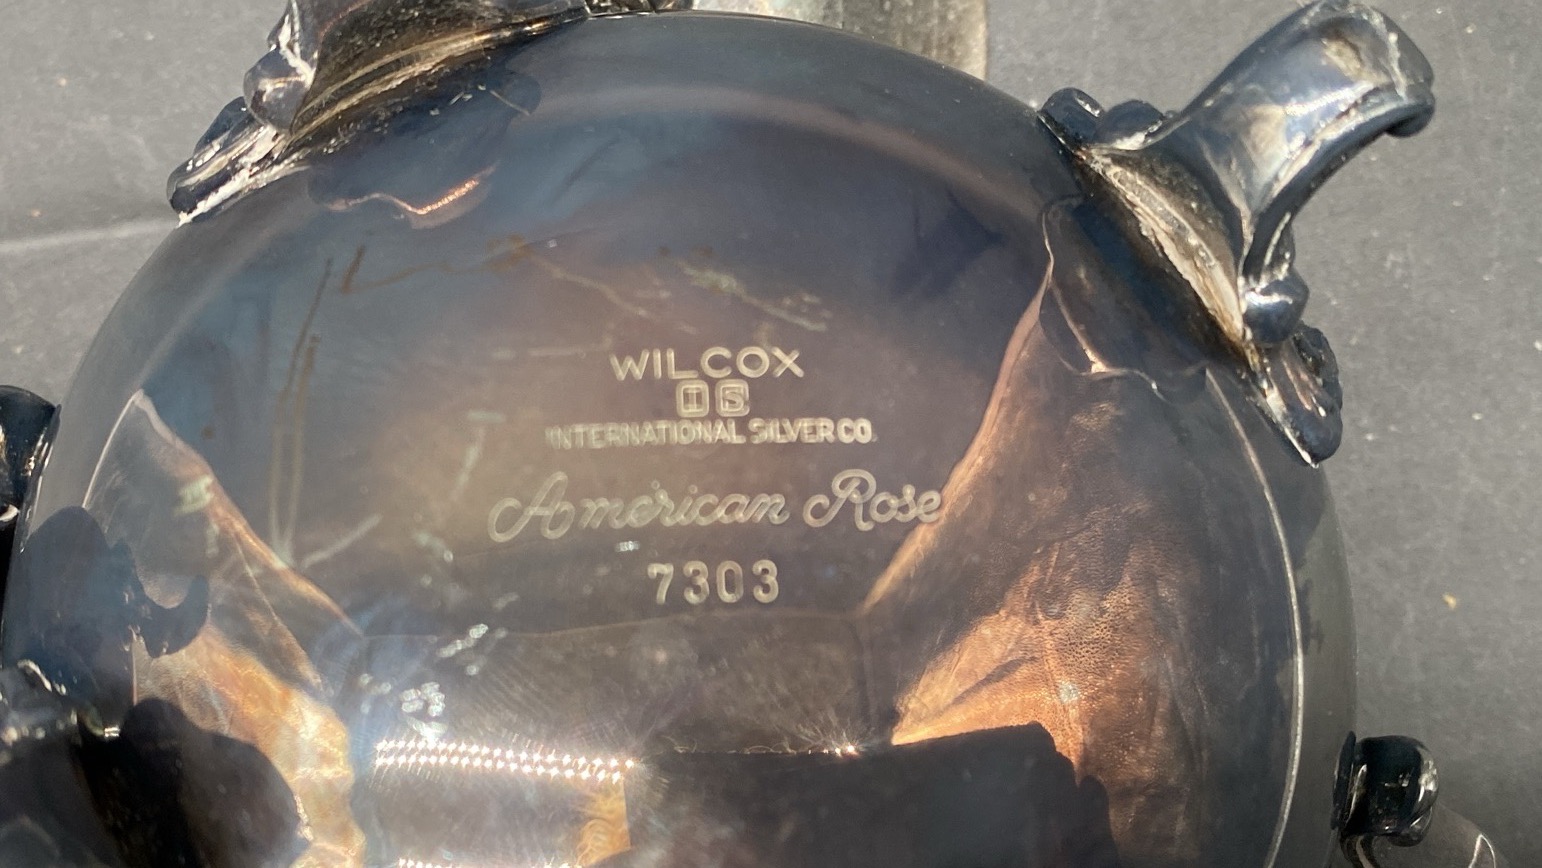 WILCOX
IS
INTERNATIONAL SILVER CO.
American Rose
7303